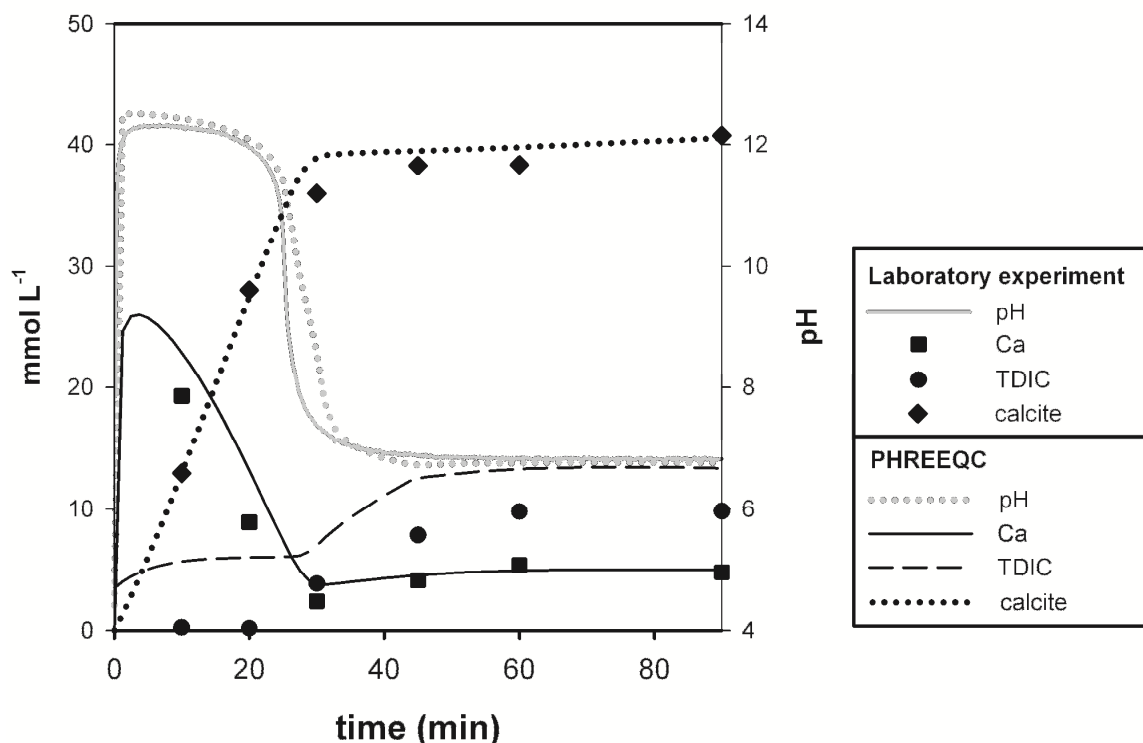 50
40
30
20
10
0
mmol L⁻¹
0
20
40
60
80
time (min)
14
12
10
8
6
4
pH
Laboratory experiment
pH
Ca
TDIC
calcite
PHREEQC
pH
Ca
TDIC
calcite